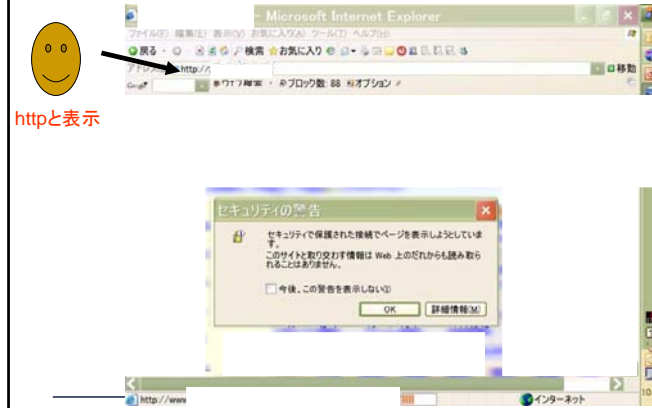 - Microsoft Internet Explorer
ファイル(F) 編集(E) 表示(V) お気に入り(A) ツール(T) ヘルプ(H)
戻る 検索 お気に入り
http://
移動
Google ブロック数: 88 オプション
httpと表示
セキュリティの警告
セキュリティで保護された接続でページを表示しようとしています。
このサイトと取り交わす情報は Web 上のだれからも読み取られることはありません。
今後、この警告を表示しない(I)
OK 詳細情報(M)
http://www
インターネット